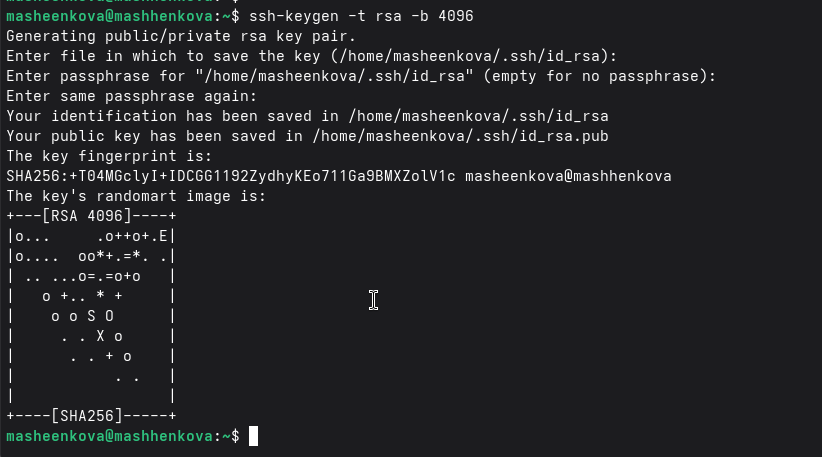 masheenkova@mashhenkova:~$ ssh-keygen -t rsa -b 4096
Generating public/private rsa key pair.
Enter file in which to save the key (/home/masheenkova/.ssh/id_rsa):
Enter passphrase for "/home/masheenkova/.ssh/id_rsa" (empty for no passphrase):
Enter same passphrase again:
Your identification has been saved in /home/masheenkova/.ssh/id_rsa
Your public key has been saved in /home/masheenkova/.ssh/id_rsa.pub
The key fingerprint is:
SHA256:+T04MGclyI+IDCGG1192ZydhyKEo711Ga9BMXZolV1c masheenkova@mashhenkova
The key's randomart image is:
+---[RSA 4096]----+
|o...     .o++o+.E|
|o....  oo*+.=*. .|
| .. ...o=.=o+o   |
|   o +.. * +     |
|    o o S O      |
|     . . X o     |
|      . . + o    |
|           . .   |
|                 |
+----[SHA256]-----+
masheenkova@mashhenkova:~$